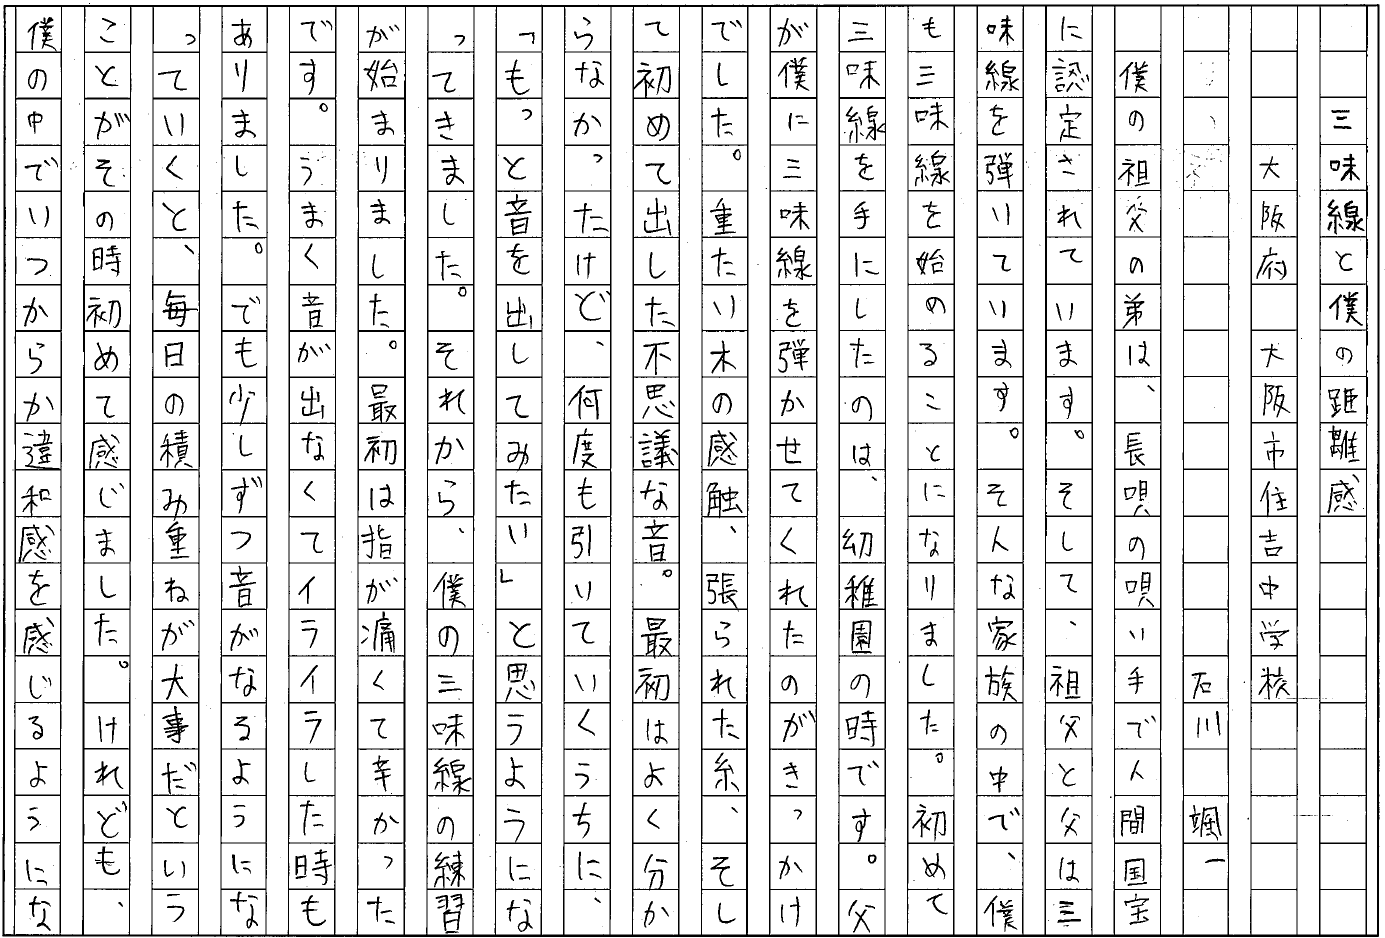 三味線と僕の距離感
大阪府 大阪市住吉中学校
石川 颯一
僕の祖父の弟は、長唄の唄い手で人間国宝
に認定されています。そして、祖父と父は三
味線を弾いています。そんな家族の中で、僕
も三味線を始めることになりました。初めて
三味線を手にしたのは、幼稚園の時です。父
が僕に三味線を弾かせてくれたのがきっかけ
でした。重たい木の感触、張られた糸、そし
て初めて出した不思議な音。最初はよく分か
らなかったけど、何度も引いていくうちに、
「もっと音を出してみたい」と思うようにな
ってきました。それから、僕の三味線の練習
が始まりました。最初は指が痛くて辛かった
です。うまく音が出なくてイライラした時も
ありました。でも少しずつ音がなるようにな
っていくと、毎日の積み重ねが大事だという
ことがその時初めて感じました。けれども、
僕の中でいつからか違和感を感じるようにな